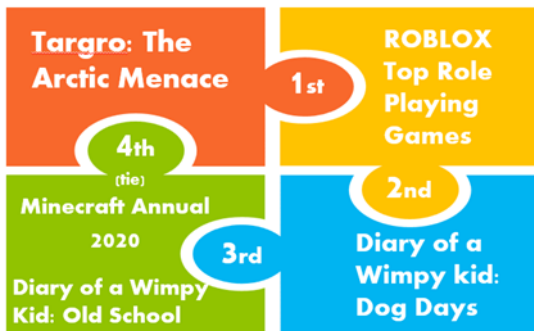 Targro: The
Arctic Menace
1st
ROBLOX
Top Role
Playing
Games
2nd
Diary of a
Wimpy kid:
Dog Days
3rd
4th
(tie)
Minecraft Annual
2020
Diary of a Wimpy
Kid: Old School